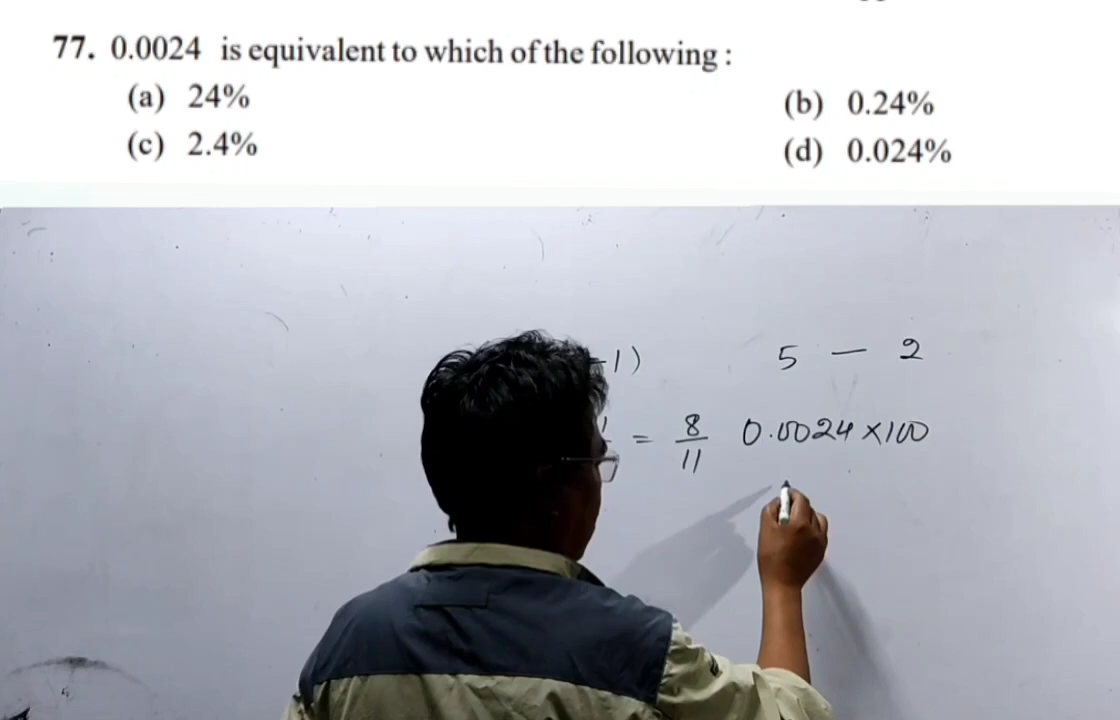 77. 0.0024 is equivalent to which of the following :
(a) 24%
(b) 0.24%
(c) 2.4%
(d) 0.024%
-1)
5 — 2
= 8/11
0.0024 × 100